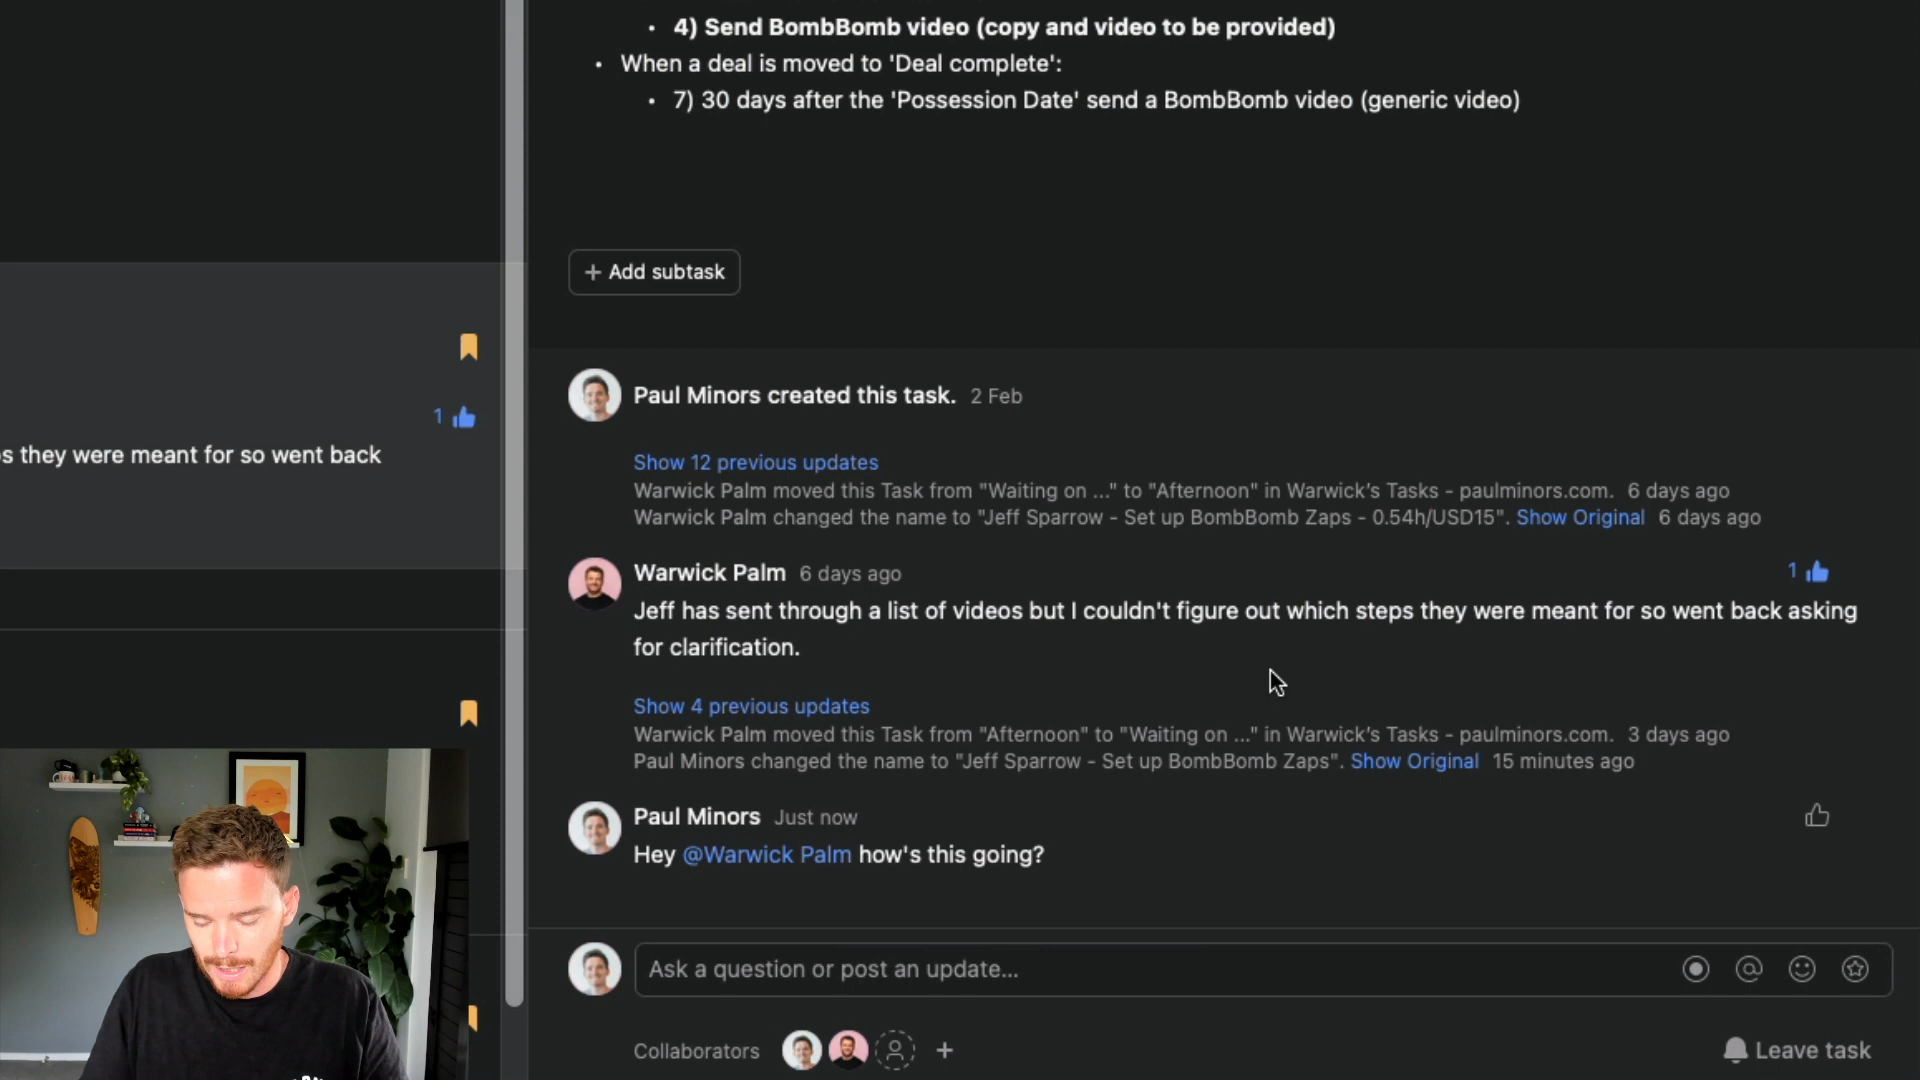 4) Send BombBomb video (copy and video to be provided)
When a deal is moved to 'Deal complete':
7) 30 days after the 'Possession Date' send a BombBomb video (generic video)
+ Add subtask
Paul Minors created this task. 2 Feb
1
s they were meant for so went back
Show 12 previous updates
Warwick Palm moved this Task from "Waiting on ..." to "Afternoon" in Warwick's Tasks - paulminors.com. 6 days ago
Warwick Palm changed the name to "Jeff Sparrow - Set up BombBomb Zaps - 0.54h/USD15". Show Original 6 days ago
Warwick Palm 6 days ago 1
Jeff has sent through a list of videos but I couldn't figure out which steps they were meant for so went back asking
for clarification.
Show 4 previous updates
Warwick Palm moved this Task from "Afternoon" to "Waiting on ..." in Warwick's Tasks - paulminors.com. 3 days ago
Paul Minors changed the name to "Jeff Sparrow - Set up BombBomb Zaps". Show Original 15 minutes ago
Paul Minors Just now
Hey @Warwick Palm how's this going?
Ask a question or post an update...
Collaborators + Leave task